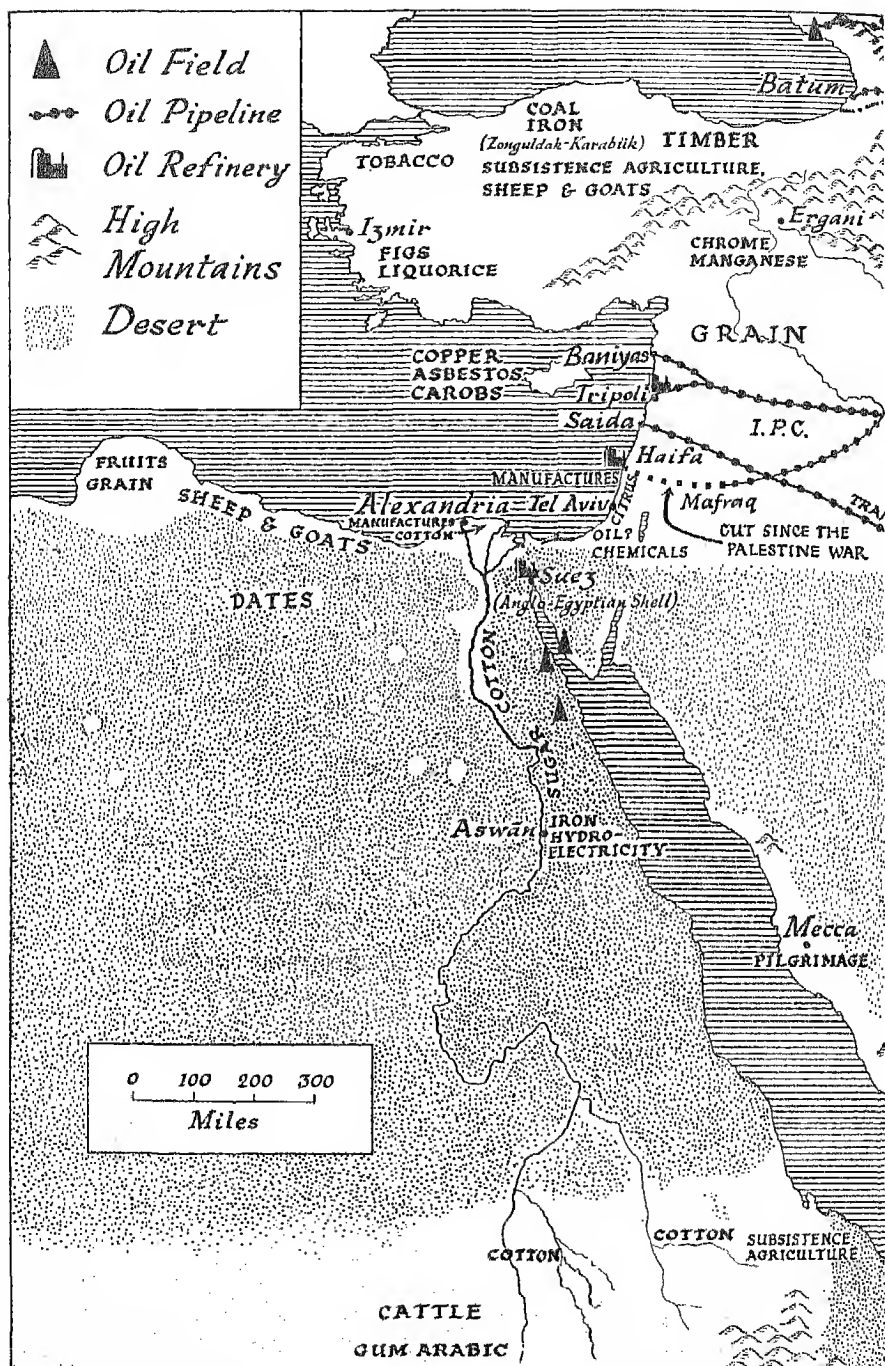 Oil Field
Oil Pipeline
Oil Refinery
High
Mountains
Desert
Batum
COAL
IRON
(Zonguldak-Karabük)
TIMBER
TOBACCO
SUBSISTENCE AGRICULTURE,
SHEEP & GOATS
Izmir
FIGS
LIQUORICE
Ergani
CHROME
MANGANESE
GRAIN
COPPER
ASBESTOS
CAROBS
Baniyas
Tripoli
Saida
I.P.C.
Haifa
MANUFACTURES
CITRUS
Tel Aviv
Mafraq
CUT SINCE THE
PALESTINE WAR
OIL?
CHEMICALS
FRUITS
GRAIN
SHEEP & GOATS
Alexandria
MANUFACTURES
COTTON
Suez
(Anglo-Egyptian Shell)
DATES
COTTON
SUGAR
Aswān
IRON
HYDRO-
ELECTRICITY
Mecca
PILGRIMAGE
0 100 200 300
Miles
COTTON
COTTON
SUBSISTENCE
AGRICULTURE
CATTLE
GUM ARABIC